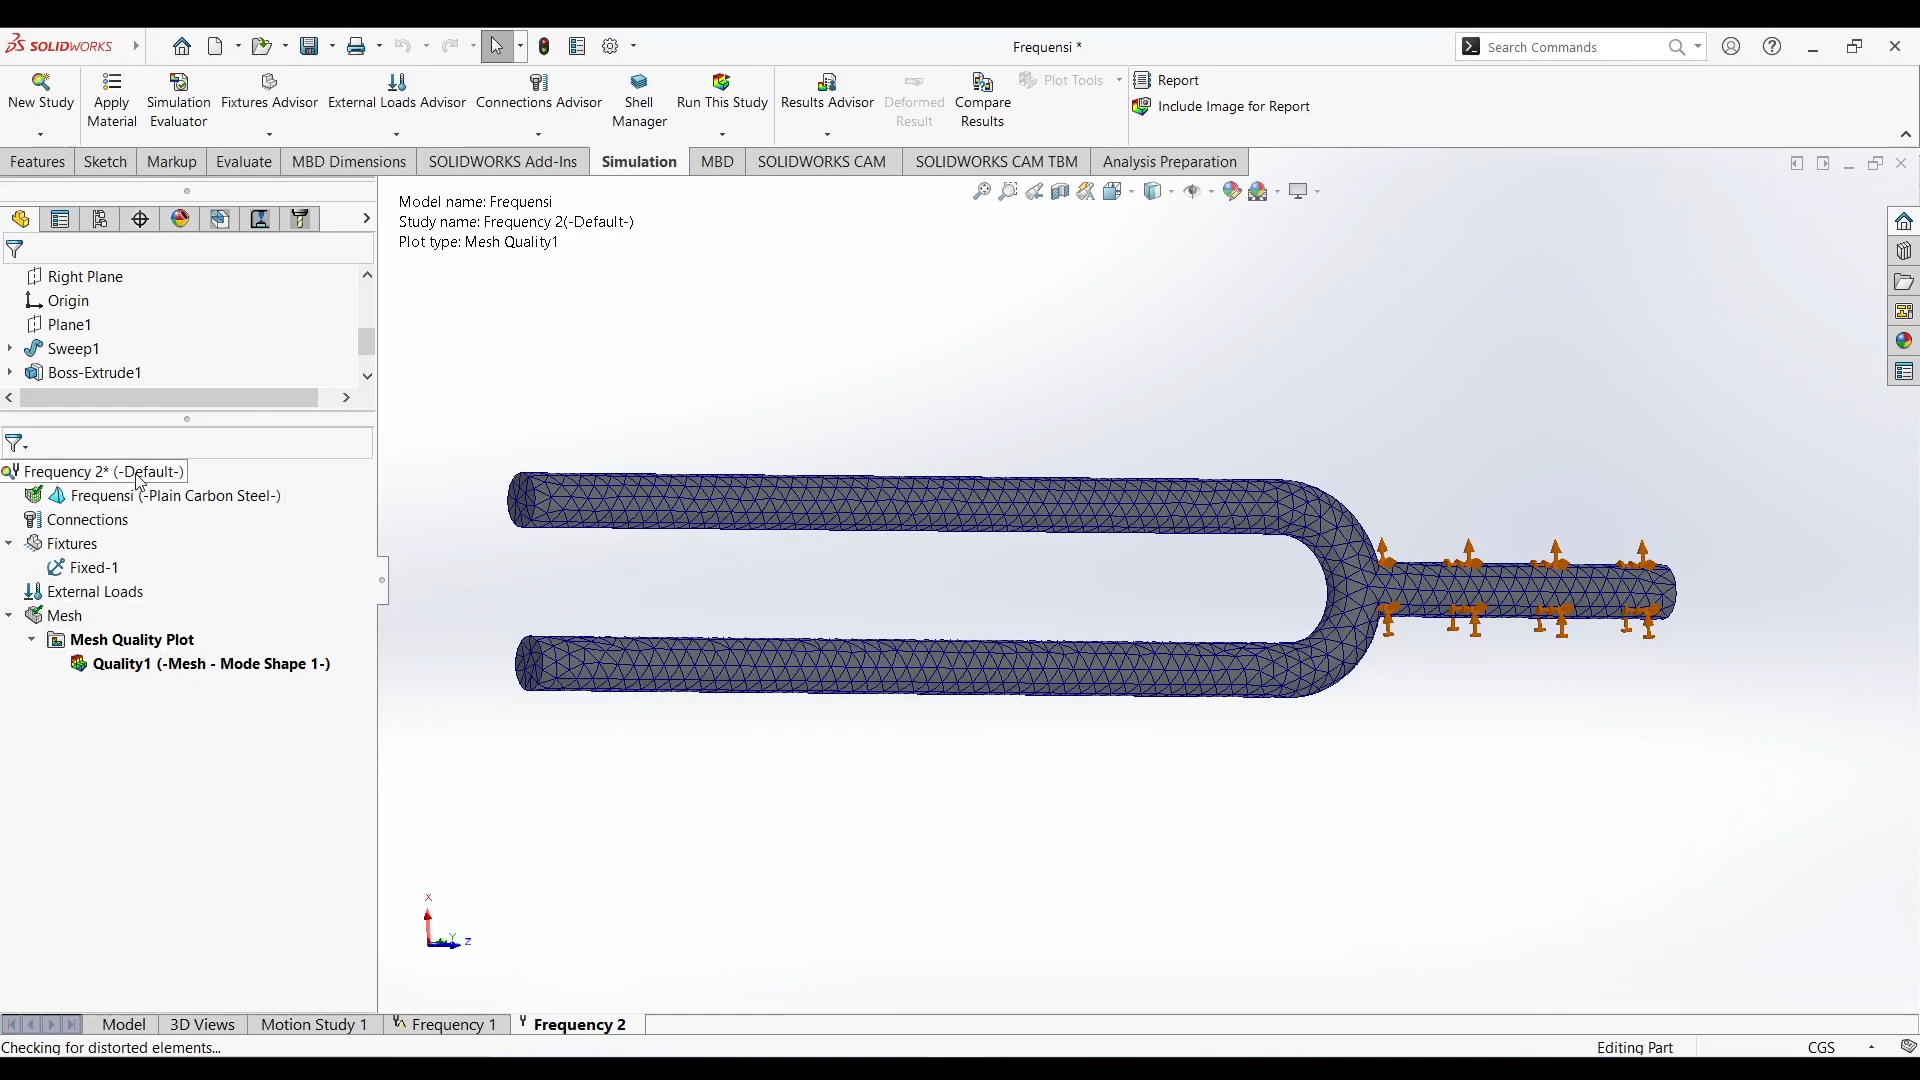 SOLIDWORKS
Frequensi *
Search Commands
New Study
Apply Material
Simulation Evaluator
Fixtures Advisor
External Loads Advisor
Connections Advisor
Shell Manager
Run This Study
Results Advisor
Deformed Result
Compare Results
Plot Tools
Report
Include Image for Report
Features
Sketch
Markup
Evaluate
MBD Dimensions
SOLIDWORKS Add-Ins
Simulation
MBD
SOLIDWORKS CAM
SOLIDWORKS CAM TBM
Analysis Preparation
Model name: Frequensi
Study name: Frequency 2(-Default-)
Plot type: Mesh Quality1
Right Plane
Origin
Plane1
Sweep1
Boss-Extrude1
Frequency 2* (-Default-)
Frequensi (-Plain Carbon Steel-)
Connections
Fixtures
Fixed-1
External Loads
Mesh
Mesh Quality Plot
Quality1 (-Mesh - Mode Shape 1-)
X
Y
Z
Model
3D Views
Motion Study 1
Frequency 1
Frequency 2
Checking for distorted elements...
Editing Part
CGS